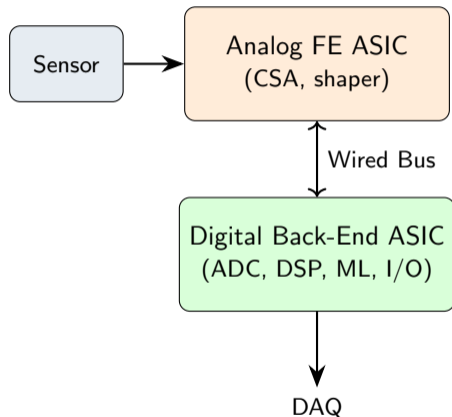 Sensor
Analog FE ASIC
(CSA, shaper)
Wired Bus
Digital Back-End ASIC
(ADC, DSP, ML, I/O)
DAQ